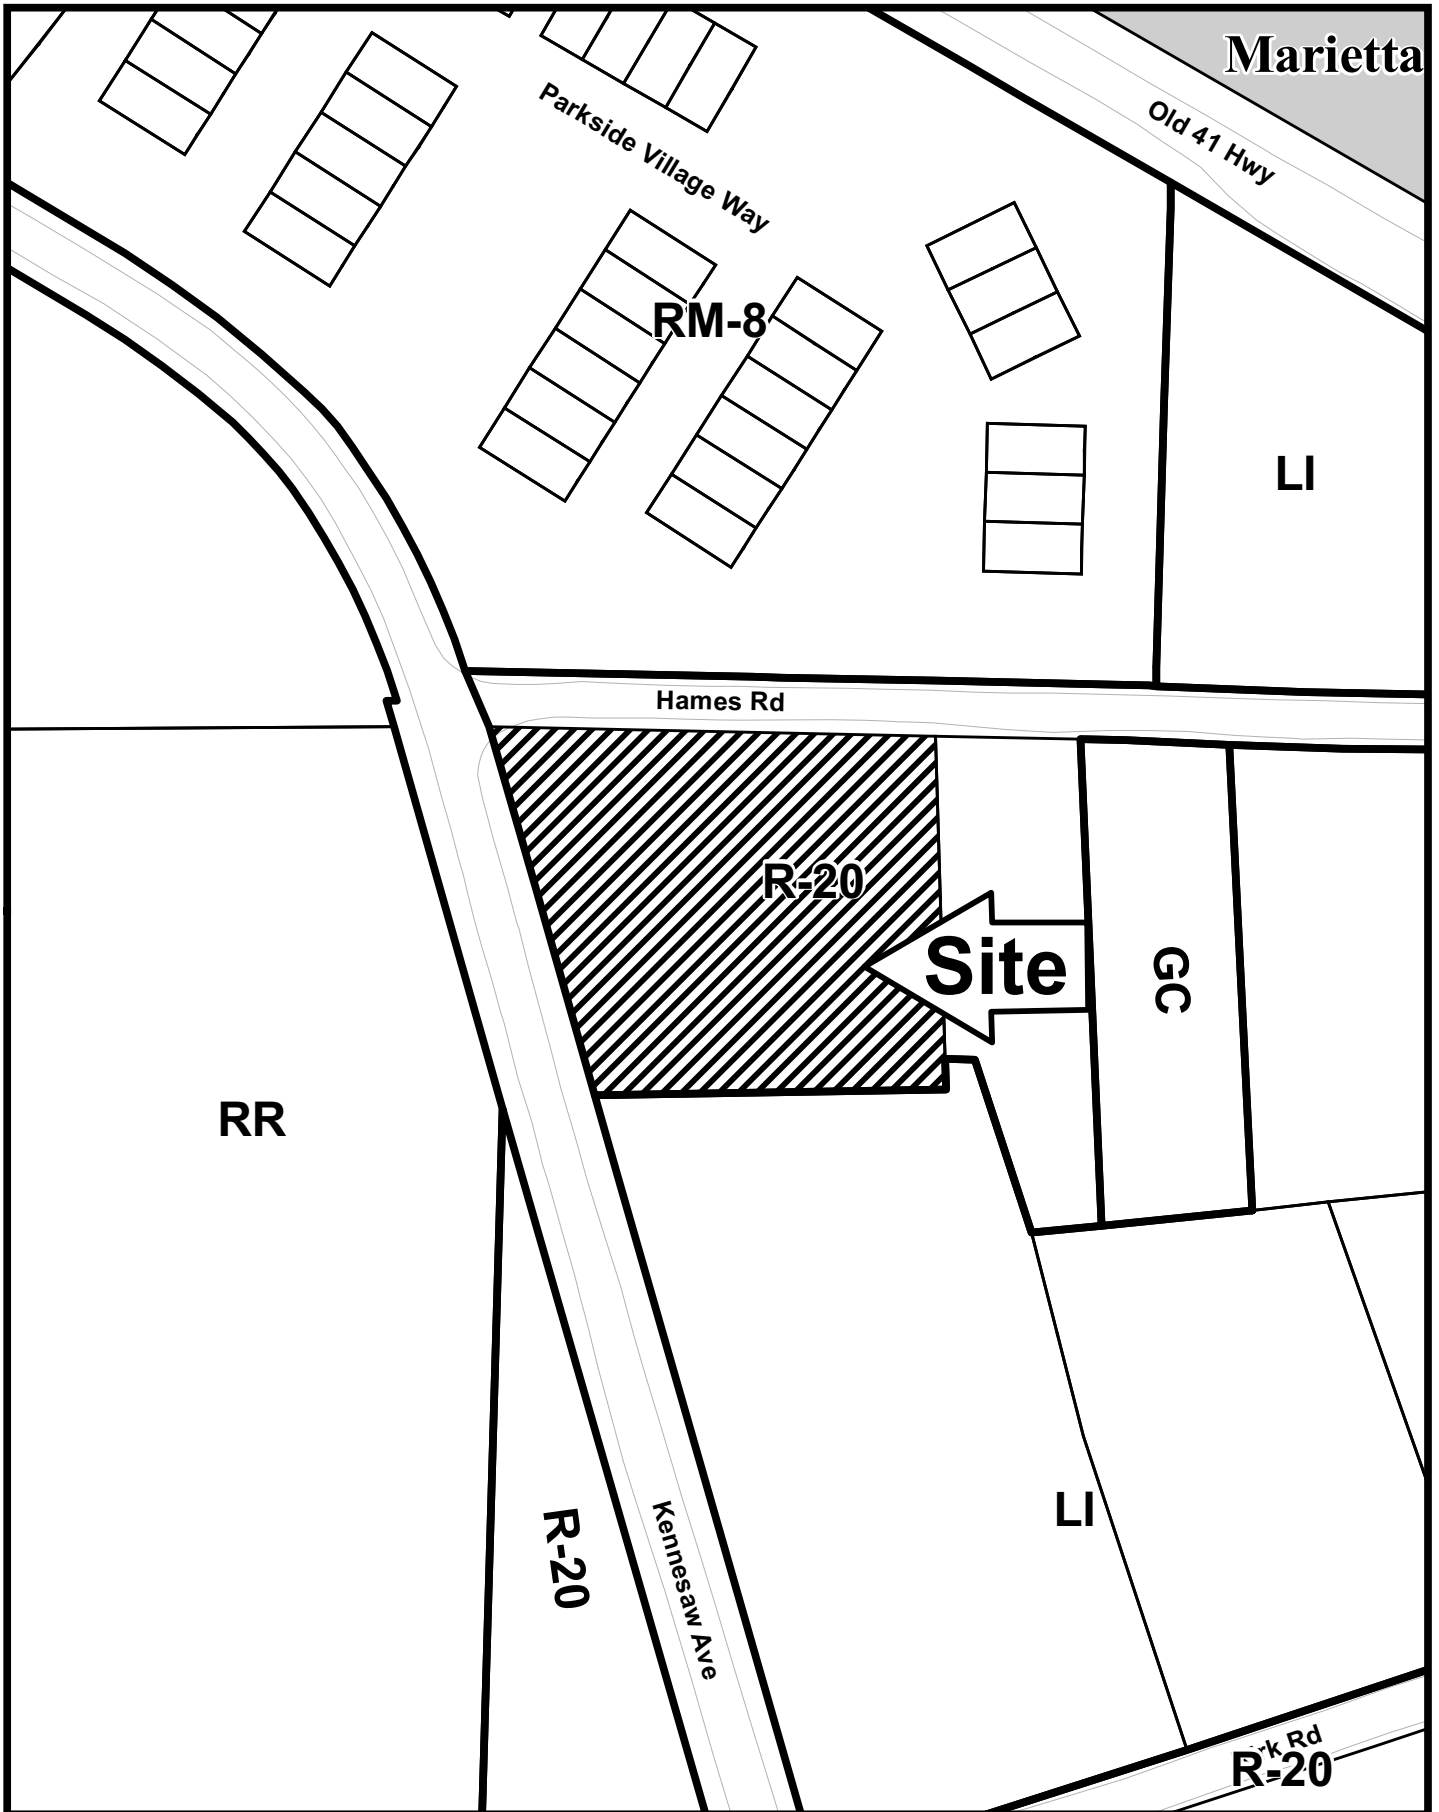 Marietta
Old 41 Hwy
Parkside Village Way
RM-8
LI
Hames Rd
R-20
Site
GC
RR
LI
R-20
Kennesaw Ave
Rd
R-20